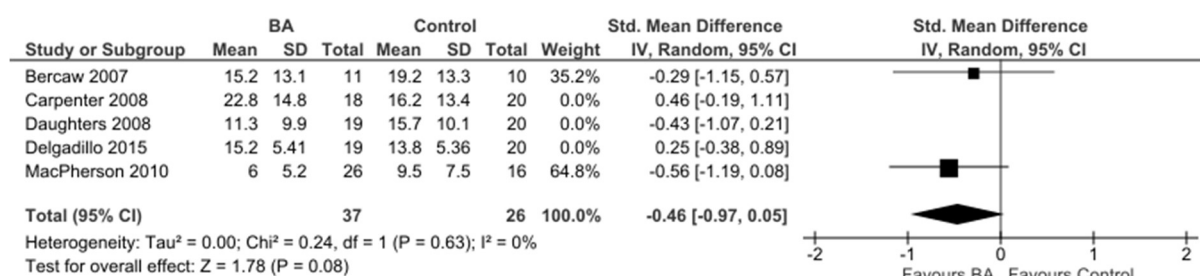 BA Control Std. Mean Difference Std. Mean Difference
Study or Subgroup Mean SD Total Mean SD Total Weight IV, Random, 95% CI IV, Random, 95% CI
Bercaw 2007 15.2 13.1 11 19.2 13.3 10 35.2% -0.29 [-1.15, 0.57]
Carpenter 2008 22.8 14.8 18 16.2 13.4 20 0.0% 0.46 [-0.19, 1.11]
Daughters 2008 11.3 9.9 19 15.7 10.1 20 0.0% -0.43 [-1.07, 0.21]
Delgadillo 2015 15.2 5.41 19 13.8 5.36 20 0.0% 0.25 [-0.38, 0.89]
MacPherson 2010 6 5.2 26 9.5 7.5 16 64.8% -0.56 [-1.19, 0.08]
Total (95% CI) 37 26 100.0% -0.46 [-0.97, 0.05]
Heterogeneity: Tau² = 0.00; Chi² = 0.24, df = 1 (P = 0.63); I² = 0%
Test for overall effect: Z = 1.78 (P = 0.08)
-2 -1 0 1 2
Favours BA Favours Control